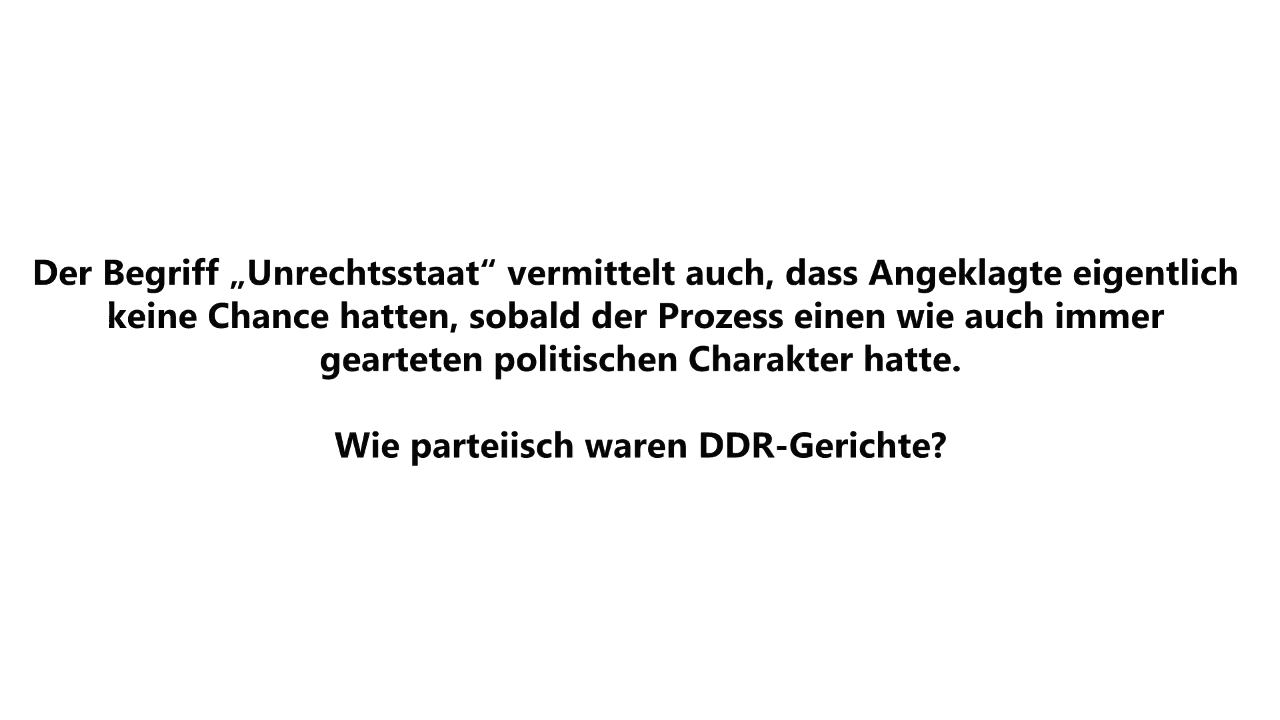 Der Begriff „Unrechtsstaat“ vermittelt auch, dass Angeklagte eigentlich
keine Chance hatten, sobald der Prozess einen wie auch immer
gearteten politischen Charakter hatte.
Wie parteiisch waren DDR-Gerichte?